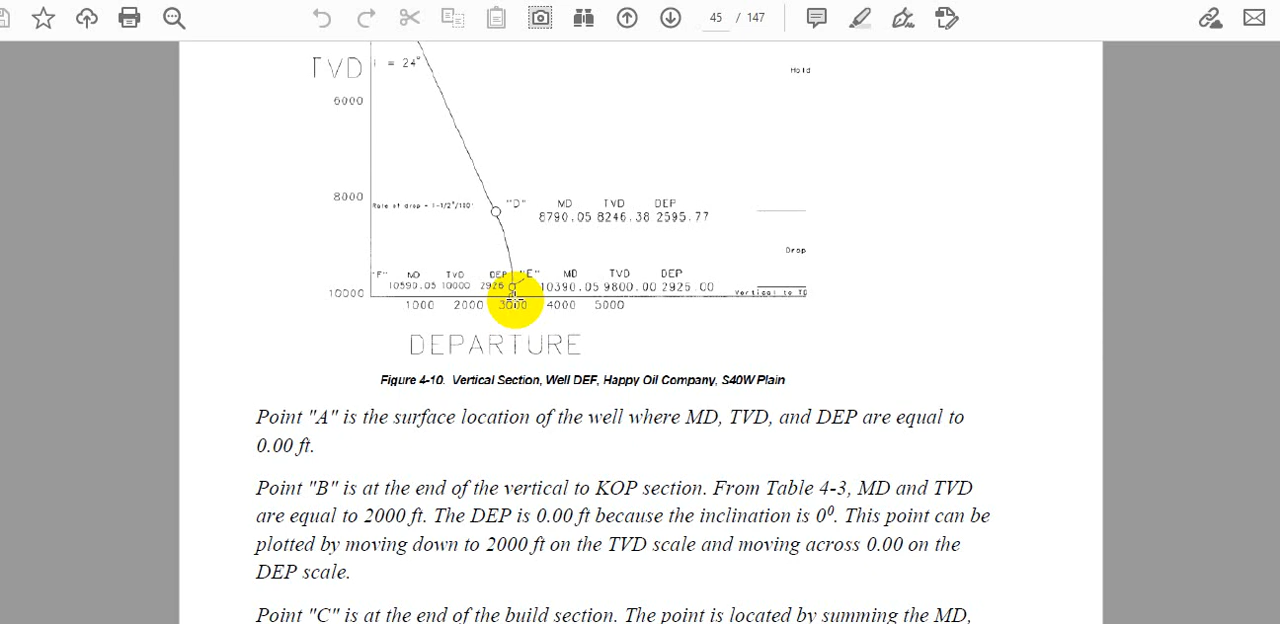 45 / 147
TVD
= 24°
Hold
6000
8000
Rate of drop = 1-1/2°/100'
"D" MD TVD DEP
8790.05 8246.38 2595.77
Drop
"F" MD TVD DEP "E" MD TVD DEP
10590.05 10000 2926 10390.05 9800.00 2926.00
Vertical to TD
10000
1000 2000 3000 4000 5000
DEPARTURE
Figure 4-10. Vertical Section, Well DEF, Happy Oil Company, S40W Plain
Point "A" is the surface location of the well where MD, TVD, and DEP are equal to
0.00 ft.
Point "B" is at the end of the vertical to KOP section. From Table 4-3, MD and TVD
are equal to 2000 ft. The DEP is 0.00 ft because the inclination is 0⁰. This point can be
plotted by moving down to 2000 ft on the TVD scale and moving across 0.00 on the
DEP scale.
Point "C" is at the end of the build section. The point is located by summing the MD,